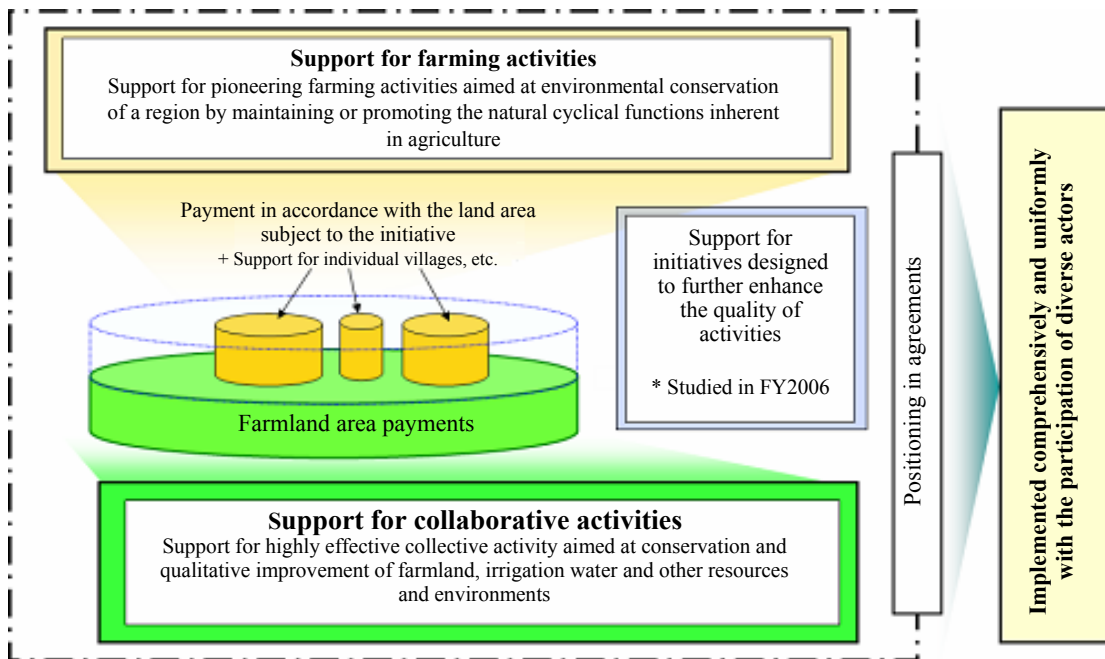 Support for farming activities
Support for pioneering farming activities aimed at environmental conservation
of a region by maintaining or promoting the natural cyclical functions inherent
in agriculture
Payment in accordance with the land area
subject to the initiative
+ Support for individual villages, etc.
Farmland area payments
Support for
initiatives designed
to further enhance
the quality of
activities
* Studied in FY2006
Support for collaborative activities
Support for highly effective collective activity aimed at conservation and
qualitative improvement of farmland, irrigation water and other resources
and environments
Positioning in agreements
Implemented comprehensively and uniformly
with the participation of diverse actors